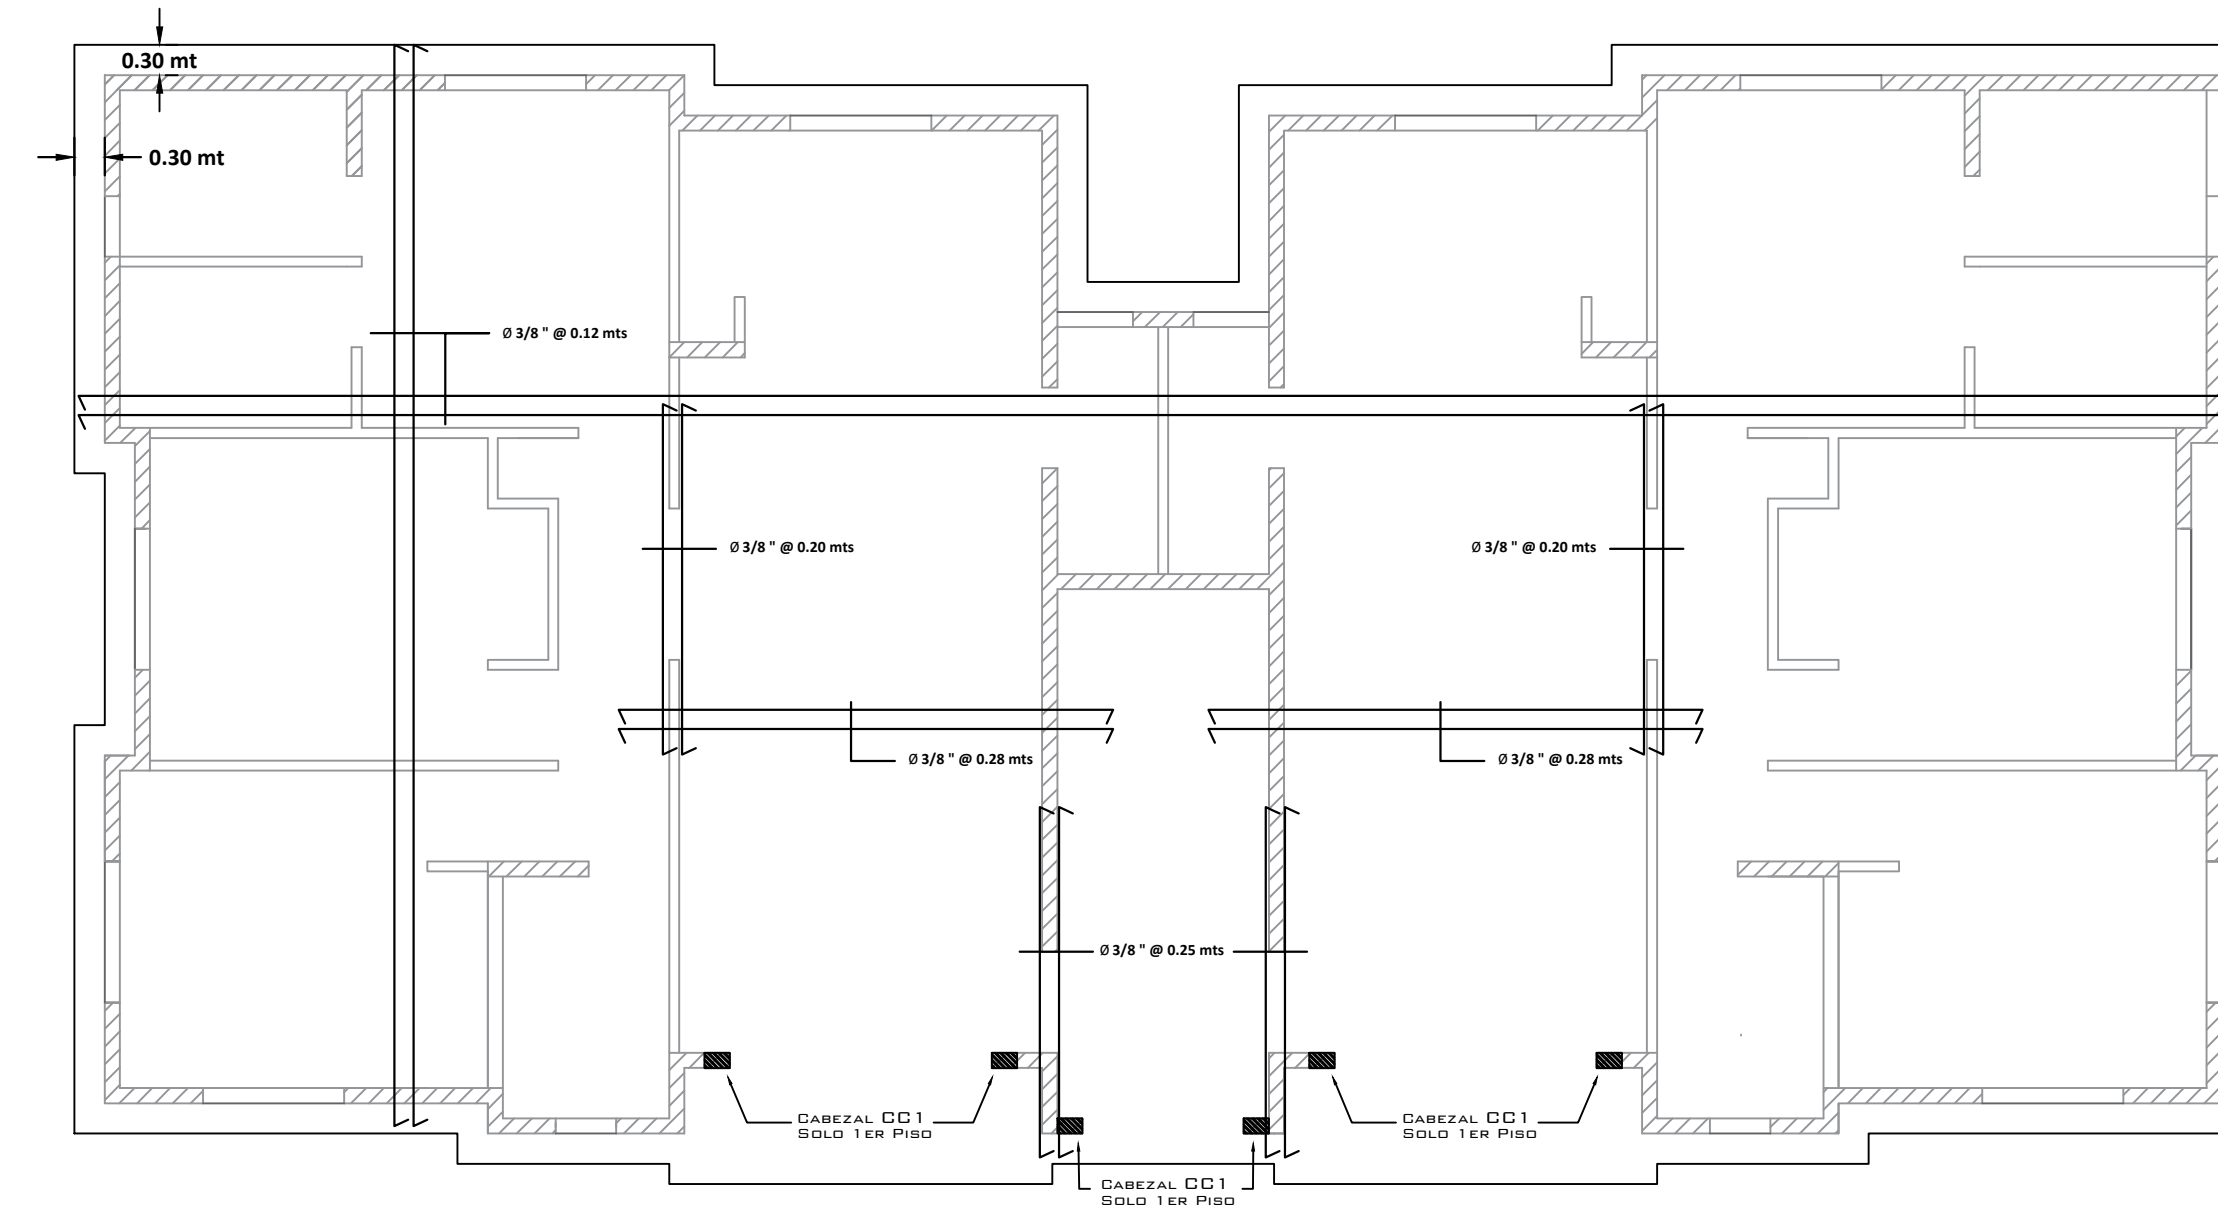 0.30 mt
0.30 mt
Ø 3/8 " @ 0.12 mts
Ø 3/8 " @ 0.20 mts
Ø 3/8 " @ 0.20 mts
Ø 3/8 " @ 0.28 mts
Ø 3/8 " @ 0.28 mts
Ø 3/8 " @ 0.25 mts
CABEZAL CC1
SOLO 1ER PISO
CABEZAL CC1
SOLO 1ER PISO
CABEZAL CC1
SOLO 1ER PISO